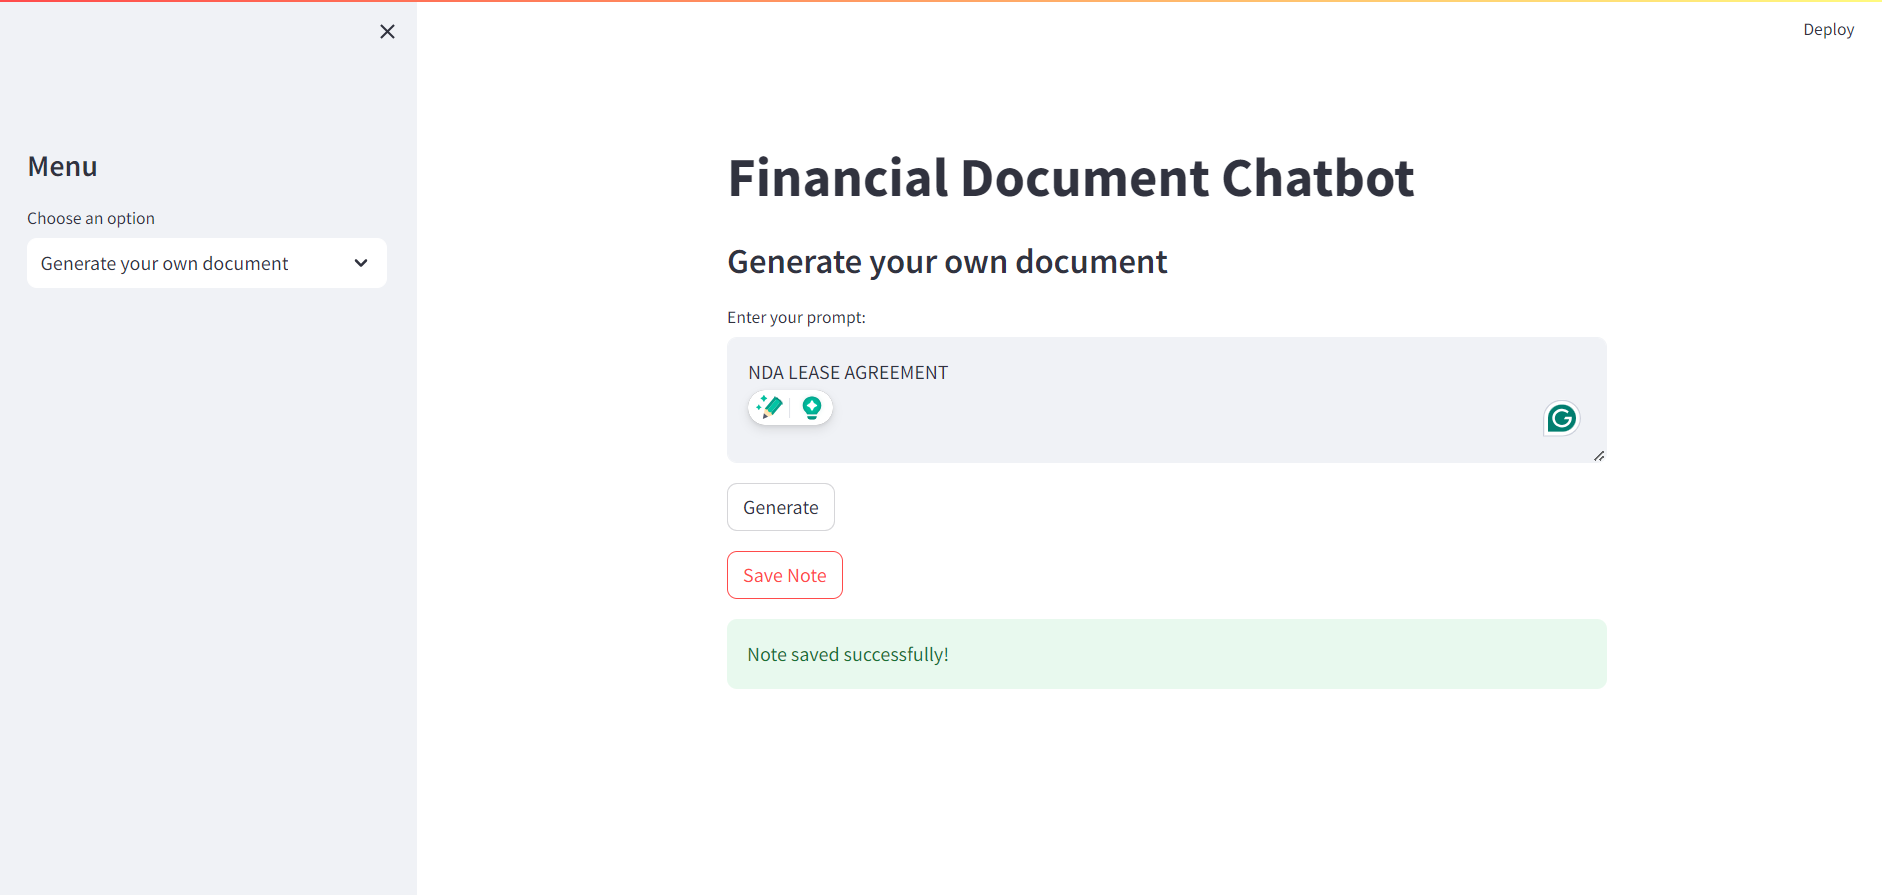 Deploy
Menu
Choose an option
Generate your own document
Financial Document Chatbot
Generate your own document
Enter your prompt:
NDA LEASE AGREEMENT
Generate
Save Note
Note saved successfully!